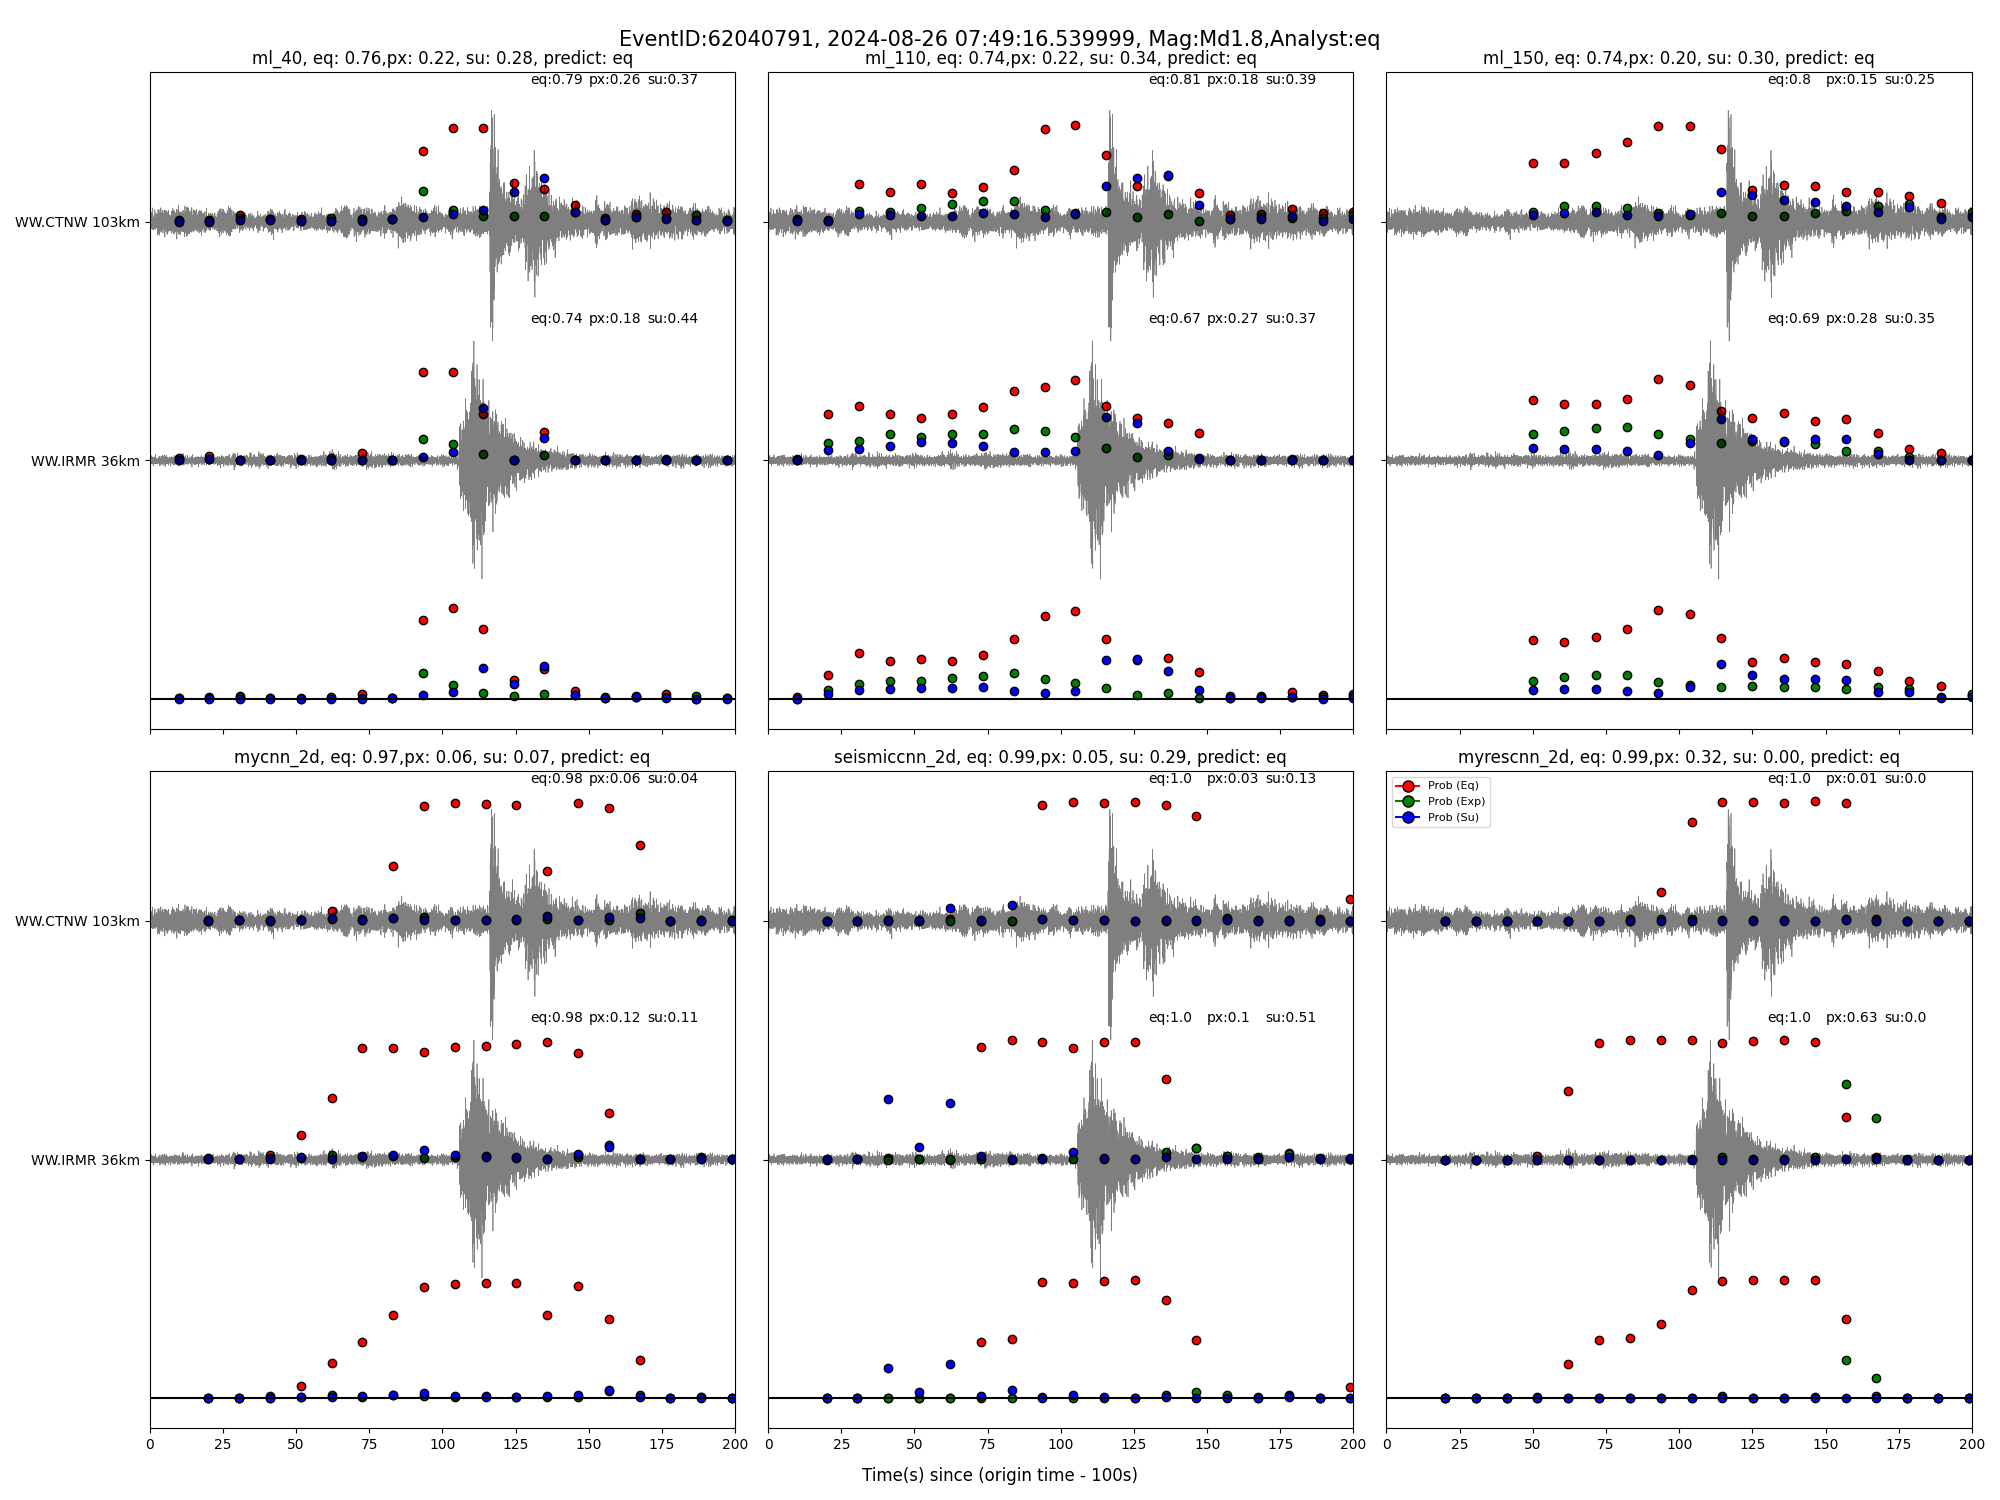 EventID:62040791, 2024-08-26 07:49:16.539999, Mag:Md1.8,Analyst:eq
ml_40, eq: 0.76,px: 0.22, su: 0.28, predict: eq
ml_110, eq: 0.74,px: 0.22, su: 0.34, predict: eq
ml_150, eq: 0.74,px: 0.20, su: 0.30, predict: eq
eq:0.79 px:0.26 su:0.37
eq:0.81 px:0.18 su:0.39
eq:0.8 px:0.15 su:0.25
WW.CTNW 103km
eq:0.74 px:0.18 su:0.44
eq:0.67 px:0.27 su:0.37
eq:0.69 px:0.28 su:0.35
WW.IRMR 36km
mycnn_2d, eq: 0.97,px: 0.06, su: 0.07, predict: eq
seismiccnn_2d, eq: 0.99,px: 0.05, su: 0.29, predict: eq
myrescnn_2d, eq: 0.99,px: 0.32, su: 0.00, predict: eq
eq:0.98 px:0.06 su:0.04
eq:1.0 px:0.03 su:0.13
eq:1.0 px:0.01 su:0.0
Prob (Eq)
Prob (Exp)
Prob (Su)
WW.CTNW 103km
eq:0.98 px:0.12 su:0.11
eq:1.0 px:0.1 su:0.51
eq:1.0 px:0.63 su:0.0
WW.IRMR 36km
0 25 50 75 100 125 150 175 200
0 25 50 75 100 125 150 175 200
0 25 50 75 100 125 150 175 200
Time(s) since (origin time - 100s)